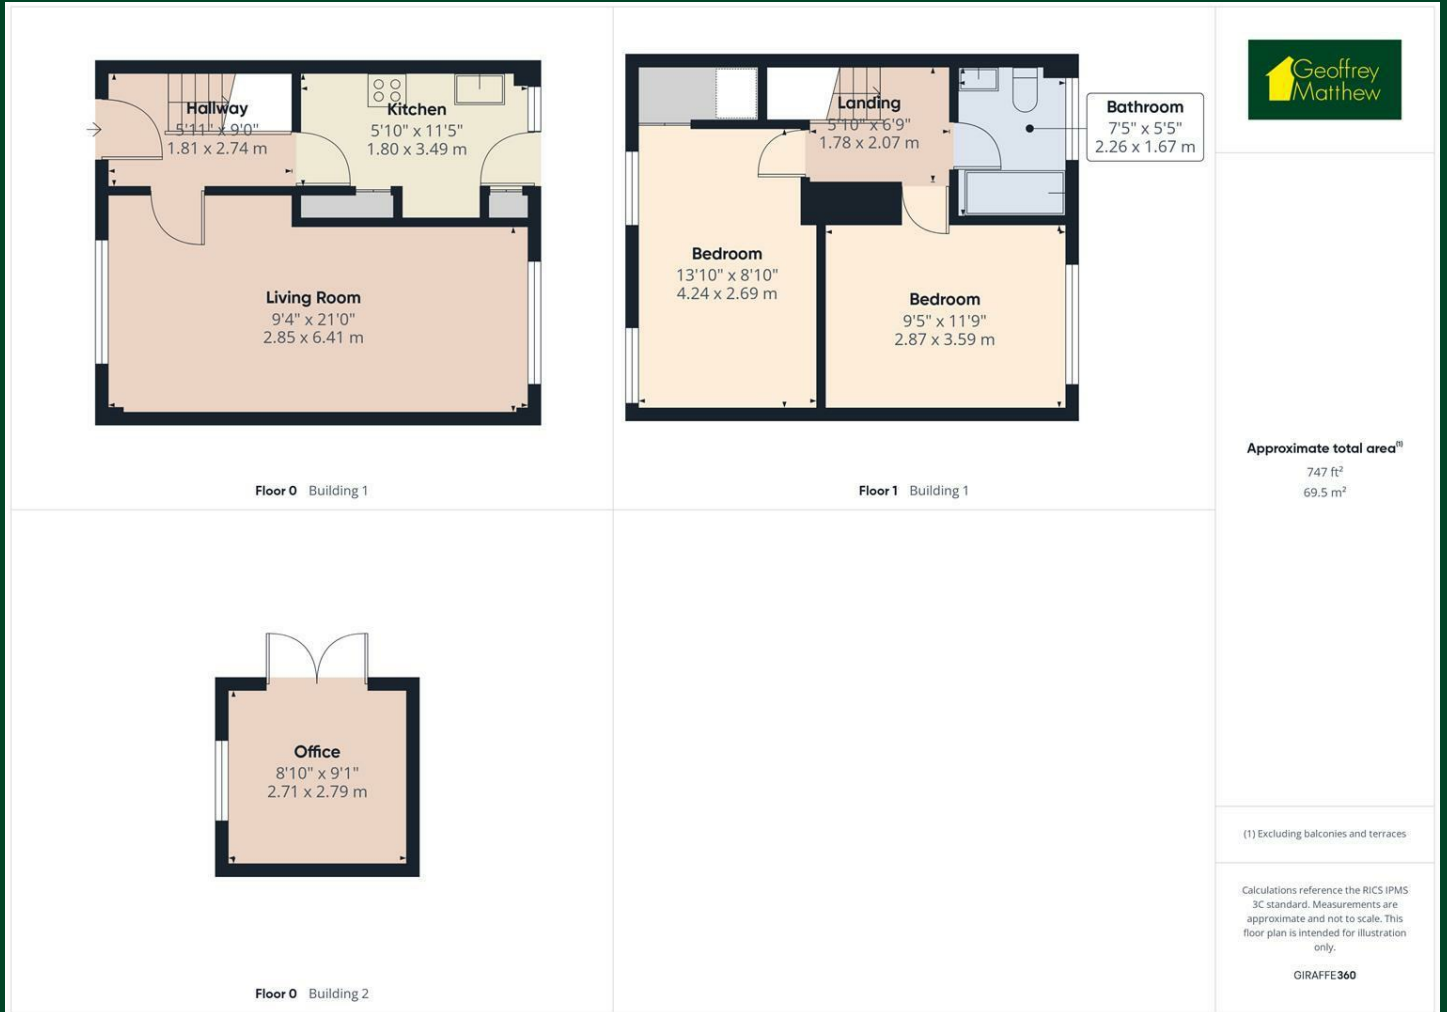 Hallway
5'11" x 9'0"
1.81 x 2.74 m
Kitchen
5'10" x 11'5"
1.80 x 3.49 m
Living Room
9'4" x 21'0"
2.85 x 6.41 m
Floor 0 Building 1
Landing
5'10" x 6'9"
1.78 x 2.07 m
Bathroom
7'5" x 5'5"
2.26 x 1.67 m
Bedroom
13'10" x 8'10"
4.24 x 2.69 m
Bedroom
9'5" x 11'9"
2.87 x 3.59 m
Floor 1 Building 1
Office
8'10" x 9'1"
2.71 x 2.79 m
Floor 0 Building 2
Geoffrey
Matthew
Approximate total area(1)
747 ft²
69.5 m²
(1) Excluding balconies and terraces
Calculations reference the RICS IPMS
3C standard. Measurements are
approximate and not to scale. This
floor plan is intended for illustration
only.
GIRAFFE360